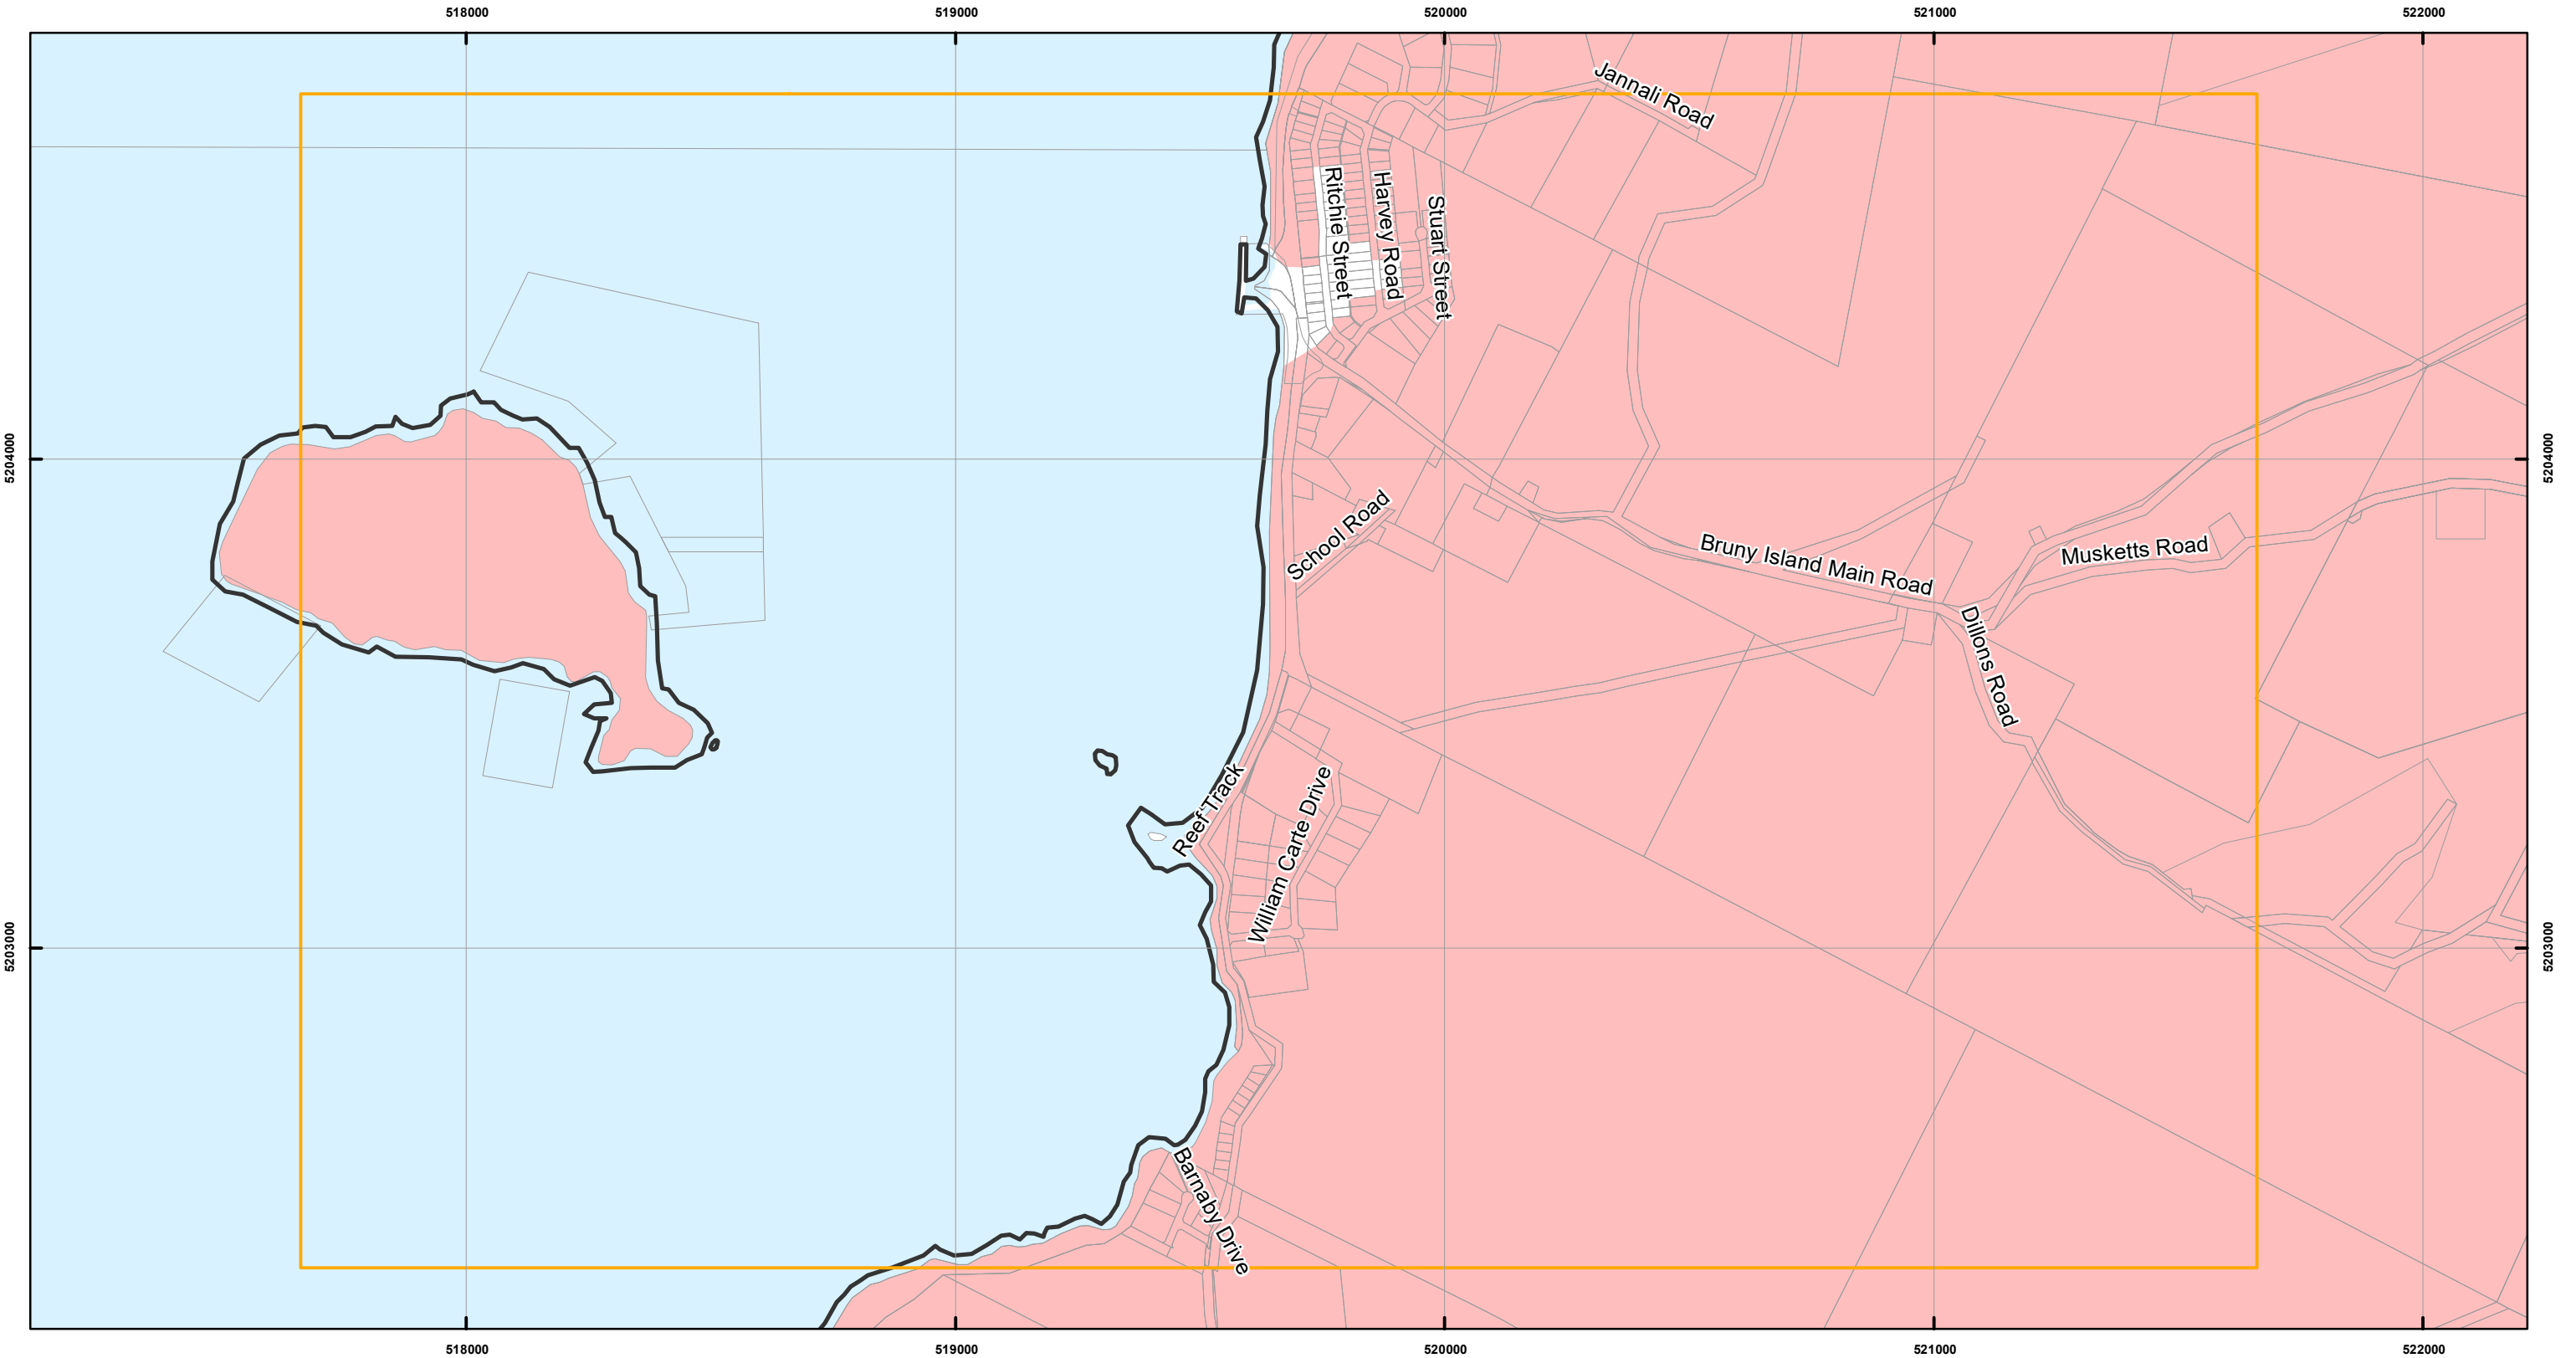 518000
519000
520000
521000
522000
Jannali Road
Ritchie Street
Harvey Road
Stuart Street
5204000
5204000
School Road
Bruny Island Main Road
Musketts Road
Dillons Road
Reef Track
William Carte Drive
5203000
5203000
Barnaby Drive
518000
519000
520000
521000
522000